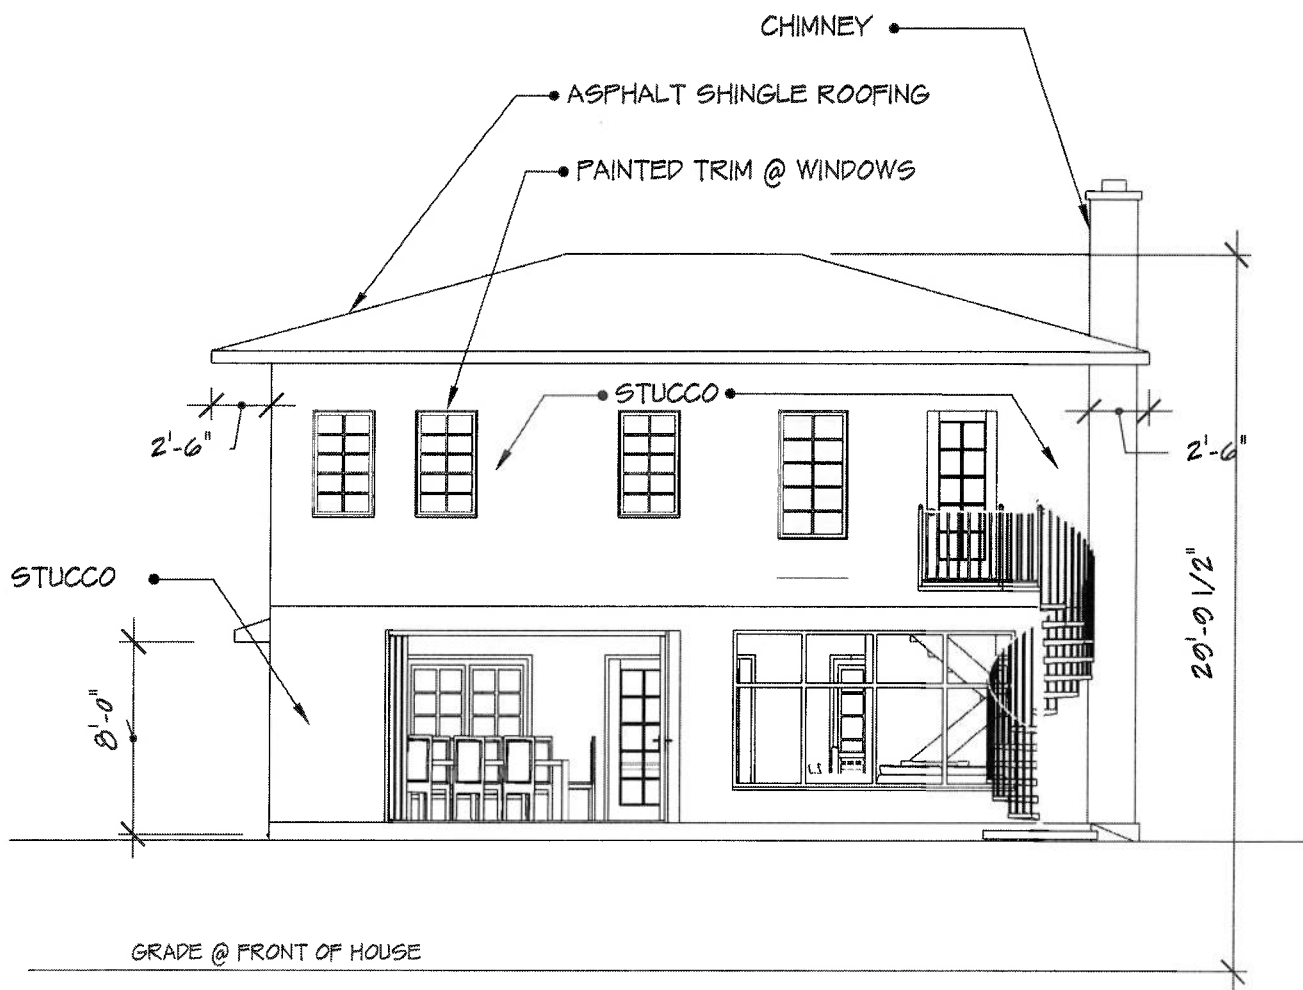 CHIMNEY
ASPHALT SHINGLE ROOFING
PAINTED TRIM @ WINDOWS
STUCCO
2'-6"
2'-6"
STUCCO
29'-9 1/2"
8'-0"
GRADE @ FRONT OF HOUSE